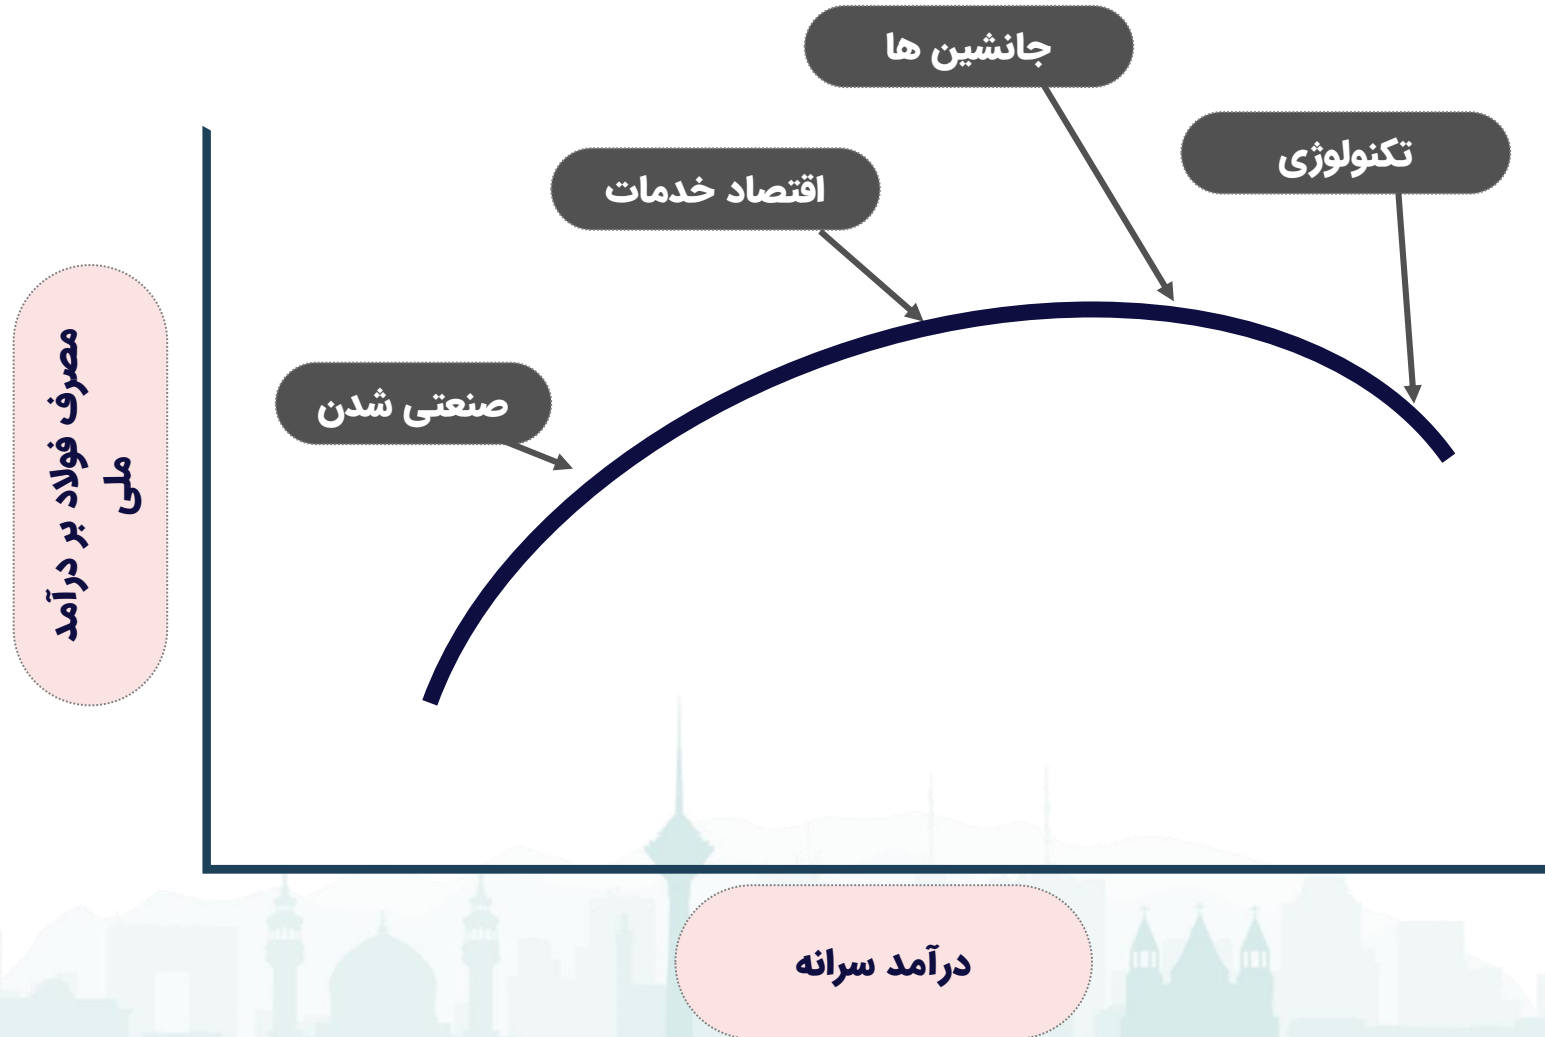 جانشین ها
تکنولوژی
اقتصاد خدمات
صنعتی شدن
مصرف فولاد بر درآمد
ملی
درآمد سرانه